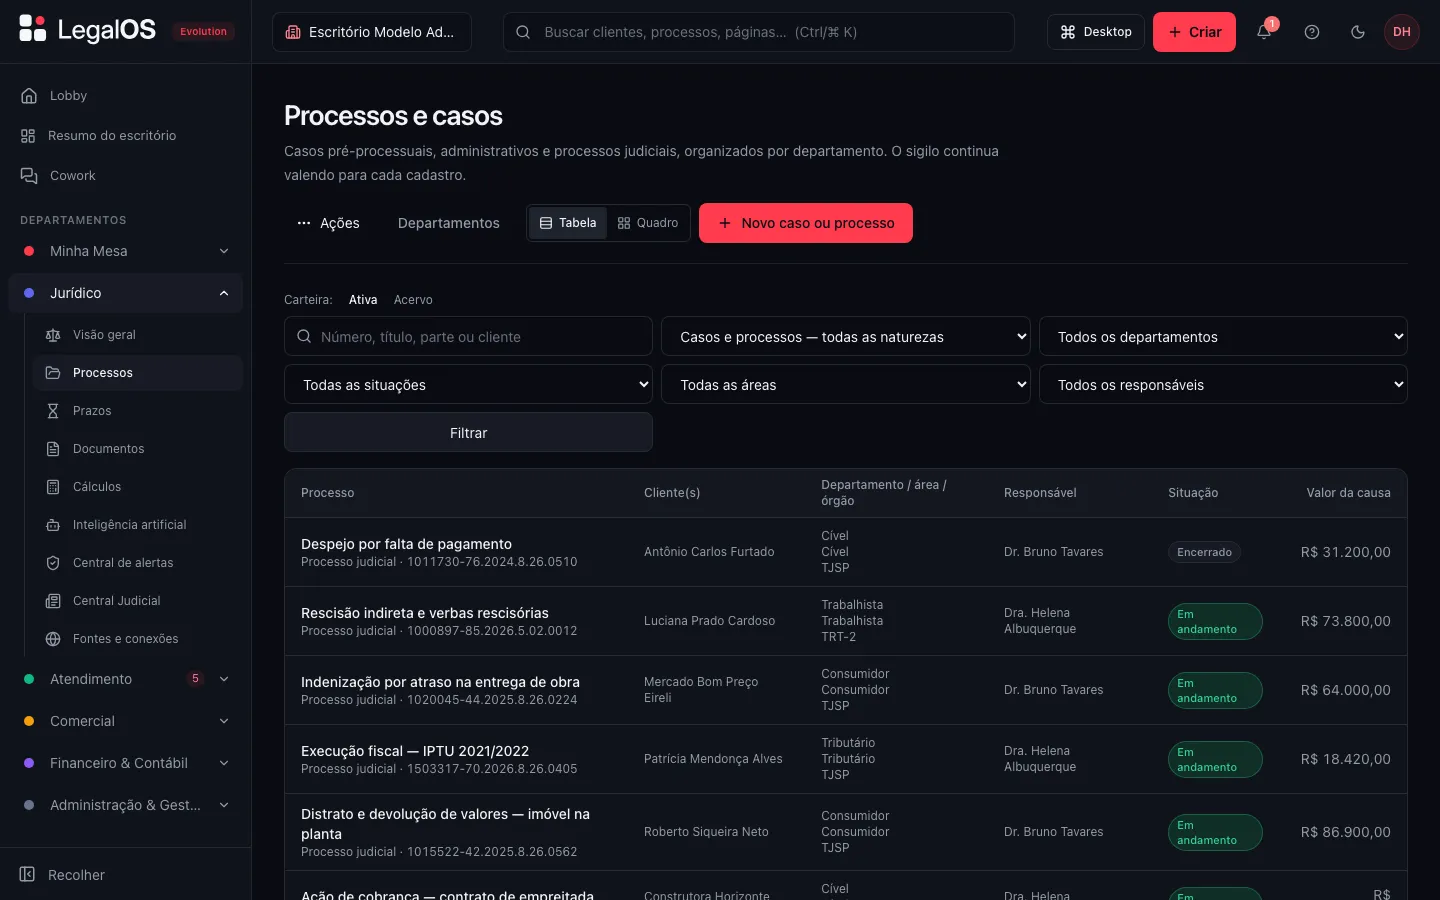 LegalOS Evolution
Escritório Modelo Ad...
Buscar clientes, processos, páginas... (Ctrl/⌘ K)
⌘ Desktop
+ Criar
1
DH
Lobby
Resumo do escritório
Cowork
DEPARTAMENTOS
Minha Mesa
Jurídico
Visão geral
Processos
Prazos
Documentos
Cálculos
Inteligência artificial
Central de alertas
Central Judicial
Fontes e conexões
Atendimento 5
Comercial
Financeiro & Contábil
Administração & Gest...
Recolher
Processos e casos
Casos pré-processuais, administrativos e processos judiciais, organizados por departamento. O sigilo continua
valendo para cada cadastro.
··· Ações
Departamentos
Tabela
Quadro
+ Novo caso ou processo
Carteira: Ativa Acervo
Número, título, parte ou cliente
Casos e processos — todas as naturezas
Todos os departamentos
Todas as situações
Todas as áreas
Todos os responsáveis
Filtrar
Processo
Cliente(s)
Departamento / área /
órgão
Responsável
Situação
Valor da causa
Despejo por falta de pagamento
Processo judicial · 1011730-76.2024.8.26.0510
Antônio Carlos Furtado
Cível
Cível
TJSP
Dr. Bruno Tavares
Encerrado
R$ 31.200,00
Rescisão indireta e verbas rescisórias
Processo judicial · 1000897-85.2026.5.02.0012
Luciana Prado Cardoso
Trabalhista
Trabalhista
TRT-2
Dra. Helena
Albuquerque
Em
andamento
R$ 73.800,00
Indenização por atraso na entrega de obra
Processo judicial · 1020045-44.2025.8.26.0224
Mercado Bom Preço
Eireli
Consumidor
Consumidor
TJSP
Dr. Bruno Tavares
Em
andamento
R$ 64.000,00
Execução fiscal — IPTU 2021/2022
Processo judicial · 1503317-70.2026.8.26.0405
Patrícia Mendonça Alves
Tributário
Tributário
TJSP
Dra. Helena
Albuquerque
Em
andamento
R$ 18.420,00
Distrato e devolução de valores — imóvel na
planta
Processo judicial · 1015522-42.2025.8.26.0562
Roberto Siqueira Neto
Consumidor
Consumidor
TJSP
Dr. Bruno Tavares
Em
andamento
R$ 86.900,00
Ação de cobrança — contrato de empreitada
Construtora Horizonte
Cível
Dra. Helena
Em
R$